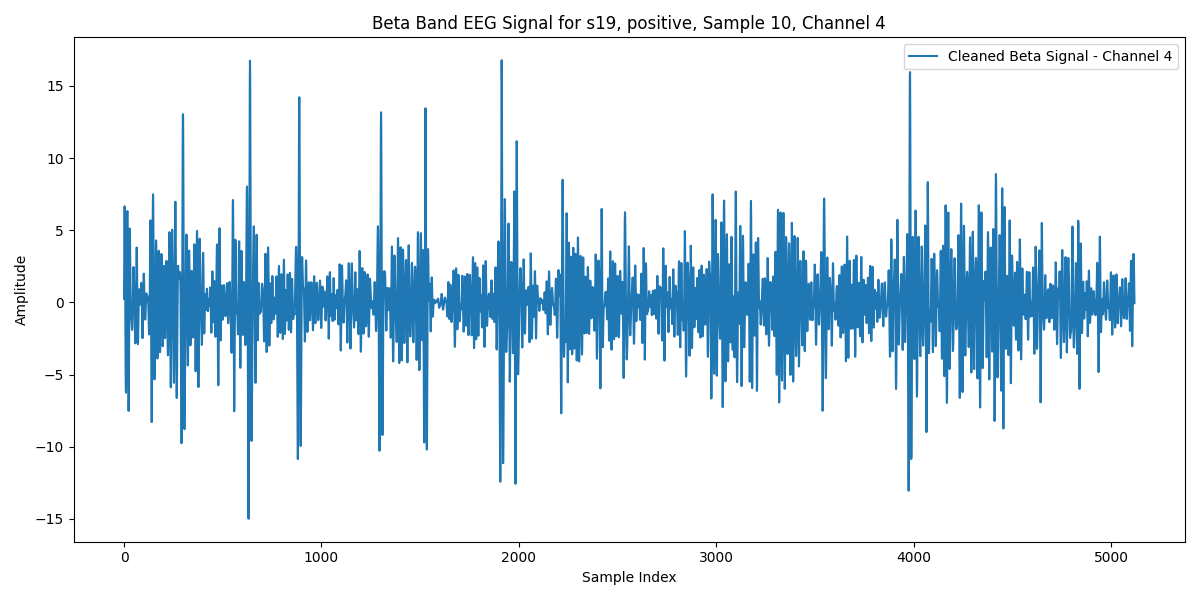 Beta Band EEG Signal for s19, positive, Sample 10, Channel 4
Cleaned Beta Signal - Channel 4
Amplitude
15
10
5
0
−5
−10
−15
0 1000 2000 3000 4000 5000
Sample Index